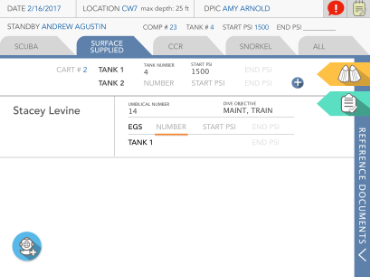 DATE 2/16/2017 LOCATION CW7 max depth: 25 ft DPIC AMY ARNOLD
STANDBY ANDREW AGUSTIN COMP # 23 TANK # 4 START PSI 1500 END PSI
SCUBA SURFACE SUPPLIED CCR SNORKEL ALL
TANK NUMBER START PSI
CART # 2 TANK 1 4 1500 END PSI
TANK 2 NUMBER START PSI END PSI
UMBILICAL NUMBER DIVE OBJECTIVE
Stacey Levine 14 MAINT, TRAIN
EGS NUMBER START PSI END PSI
TANK 1 END PSI
REFERENCE DOCUMENTS